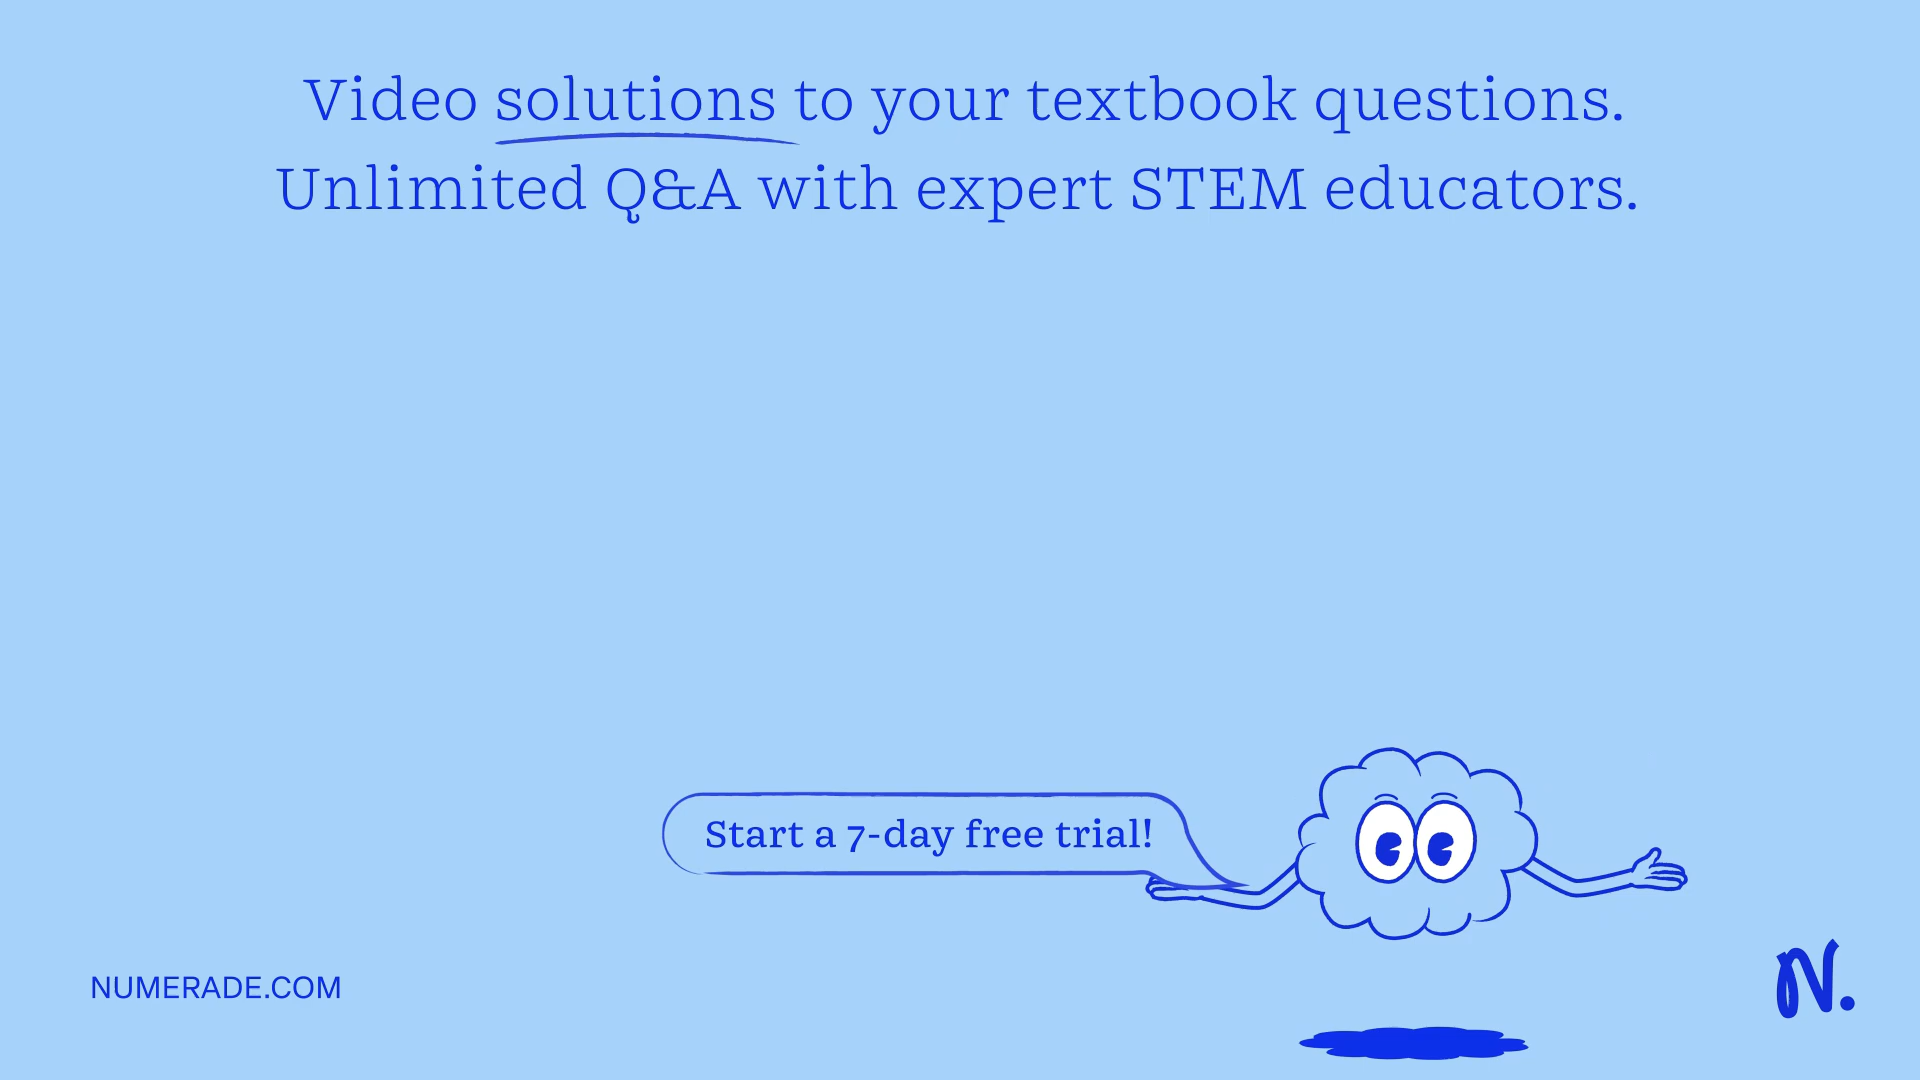 Video solutions to your textbook questions.
Unlimited Q&A with expert STEM educators.
Start a 7-day free trial!
NUMERADE.COM
N.